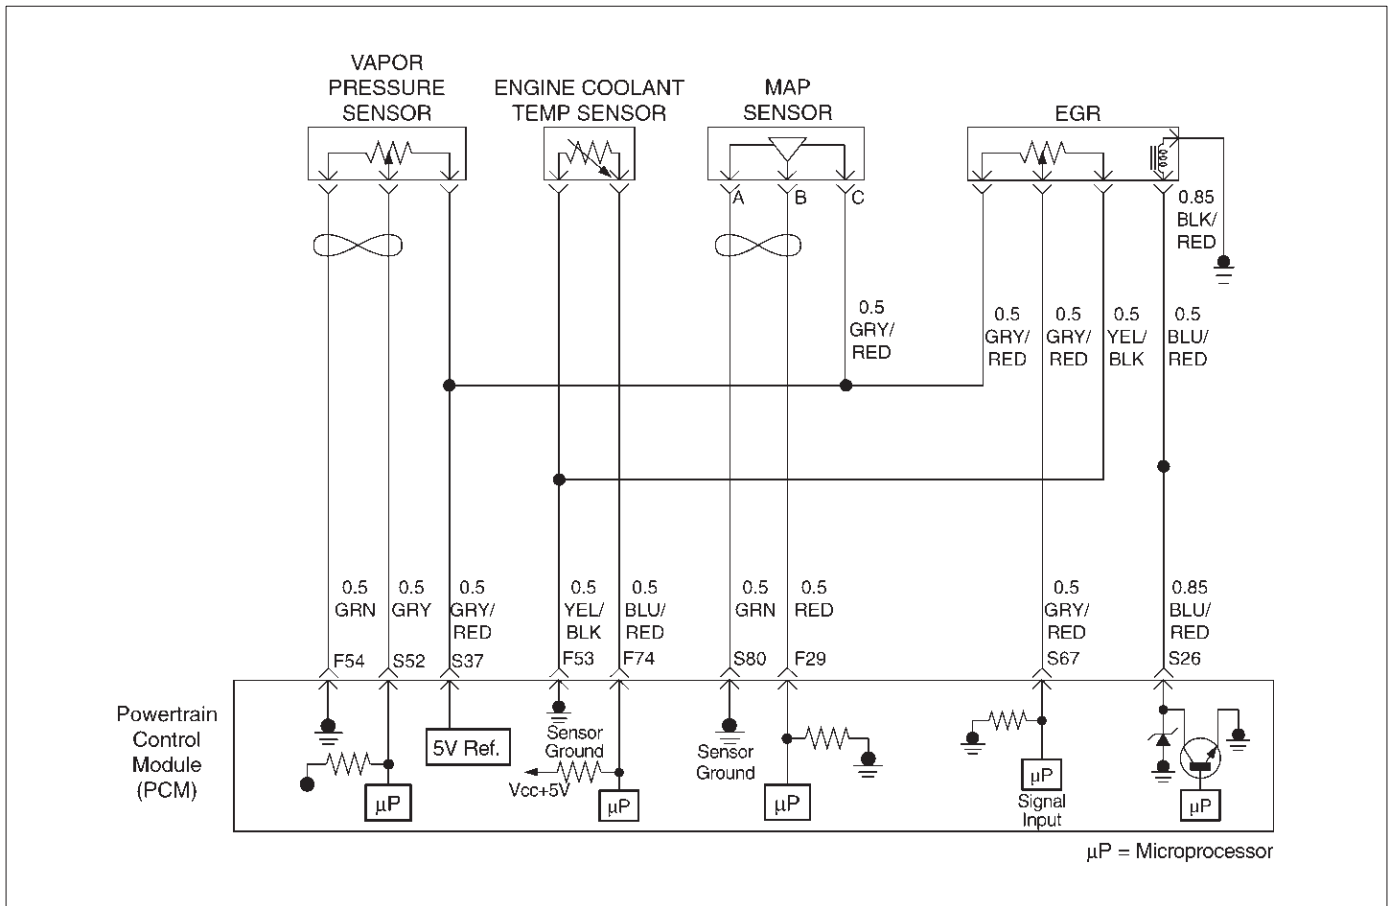 VAPOR
PRESSURE
SENSOR
ENGINE COOLANT
TEMP SENSOR
MAP
SENSOR
EGR
A
B
C
0.85
BLK/
RED
0.5
GRY/
RED
0.5
GRY/
RED
0.5
GRY/
RED
0.5
YEL/
BLK
0.5
BLU/
RED
0.5
GRN
0.5
GRY
0.5
GRY/
RED
0.5
YEL/
BLK
0.5
BLU/
RED
0.5
GRN
0.5
RED
0.5
GRY/
RED
0.85
BLU/
RED
F54
S52
S37
F53
F74
S80
F29
S67
S26
Powertrain
Control
Module
(PCM)
μP
5V Ref.
Sensor
Ground
Vcc+5V
μP
Sensor
Ground
μP
μP
Signal
Input
μP
μP = Microprocessor